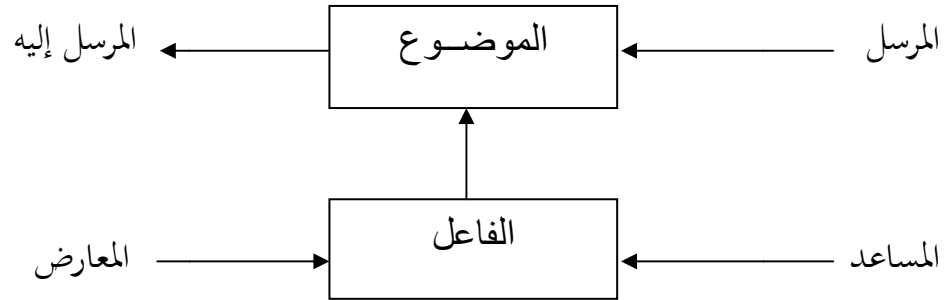 المرسل الموضـوع المرسل إليه
المساعد الفاعل المعارض